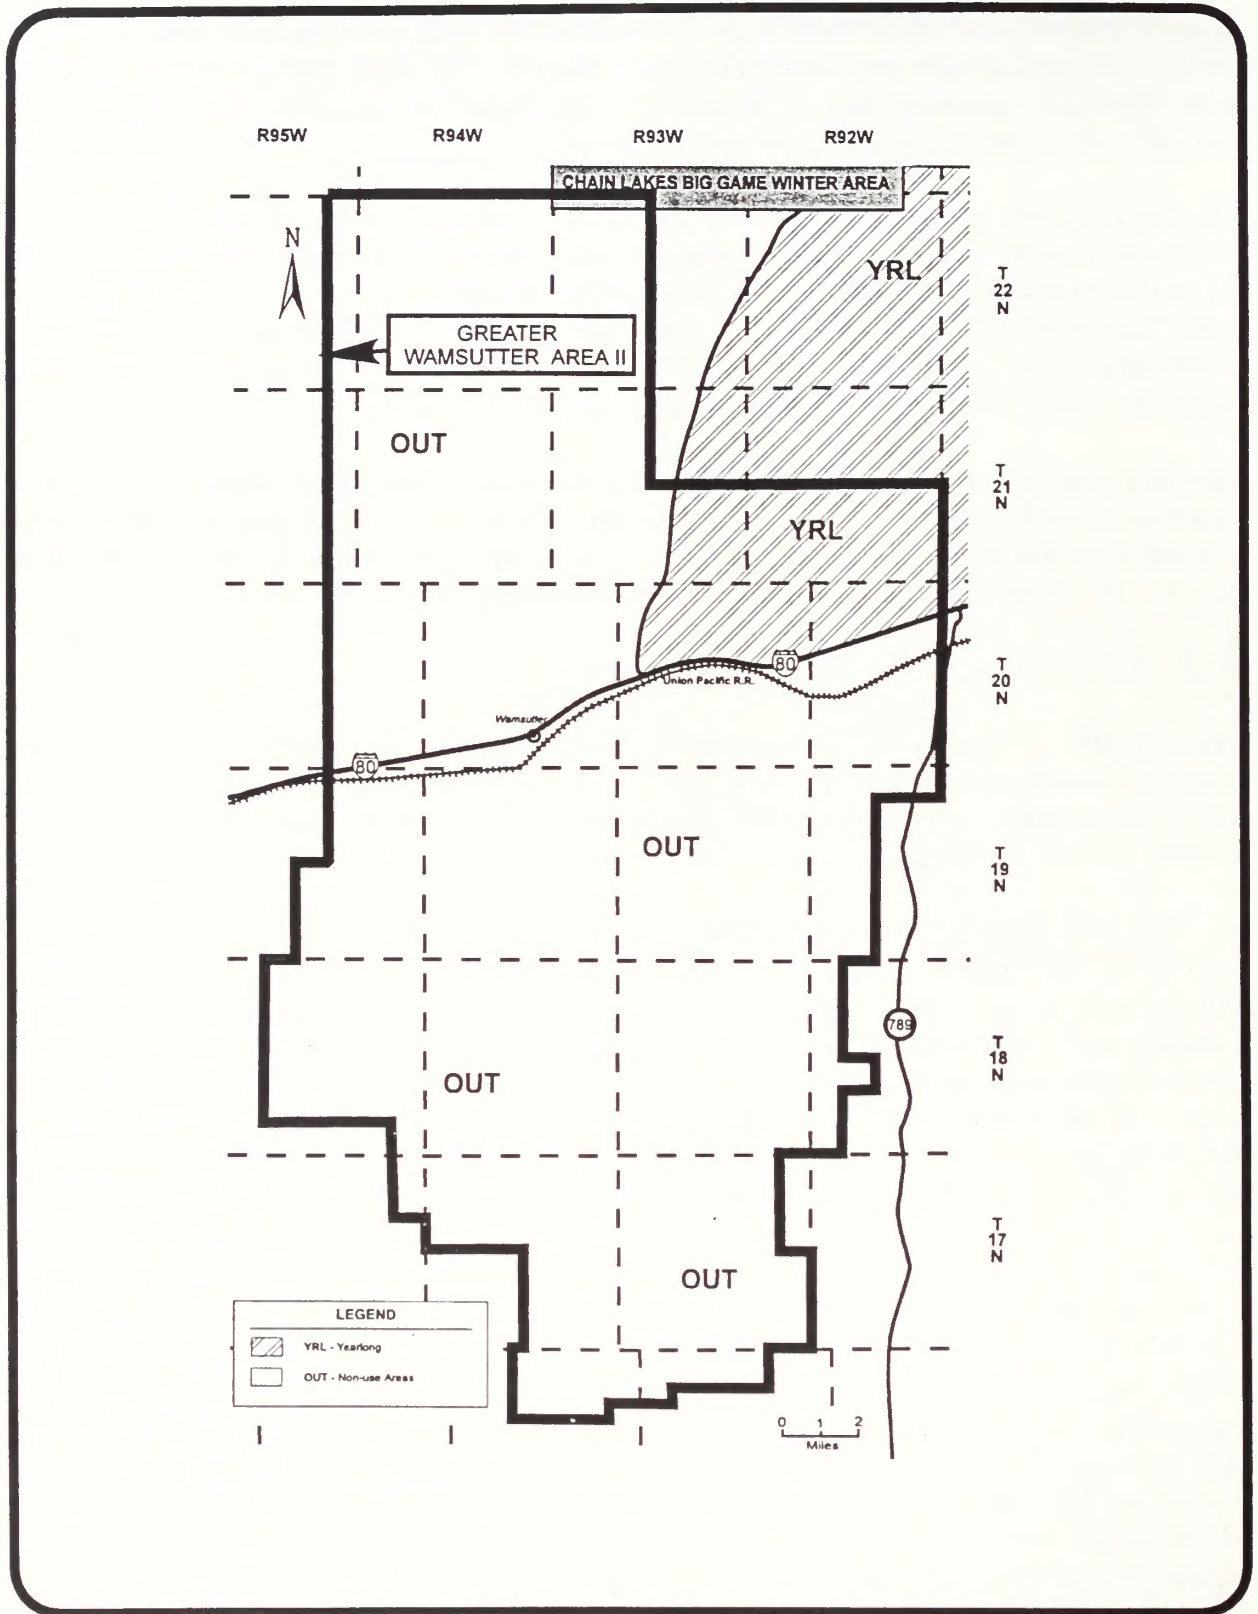 R95W R94W R93W R92W
CHAIN LAKES BIG GAME WINTER AREA
N
YRL
T
22
N
GREATER
WAMSUTTER AREA II
OUT
T
21
N
YRL
80
Union Pacific R.R.
T
20
N
Wamsutter
80
OUT
T
19
N
789
T
18
N
OUT
T
17
N
OUT
LEGEND
YRL - Yearlong
OUT - Non-use Areas
0 1 2
Miles